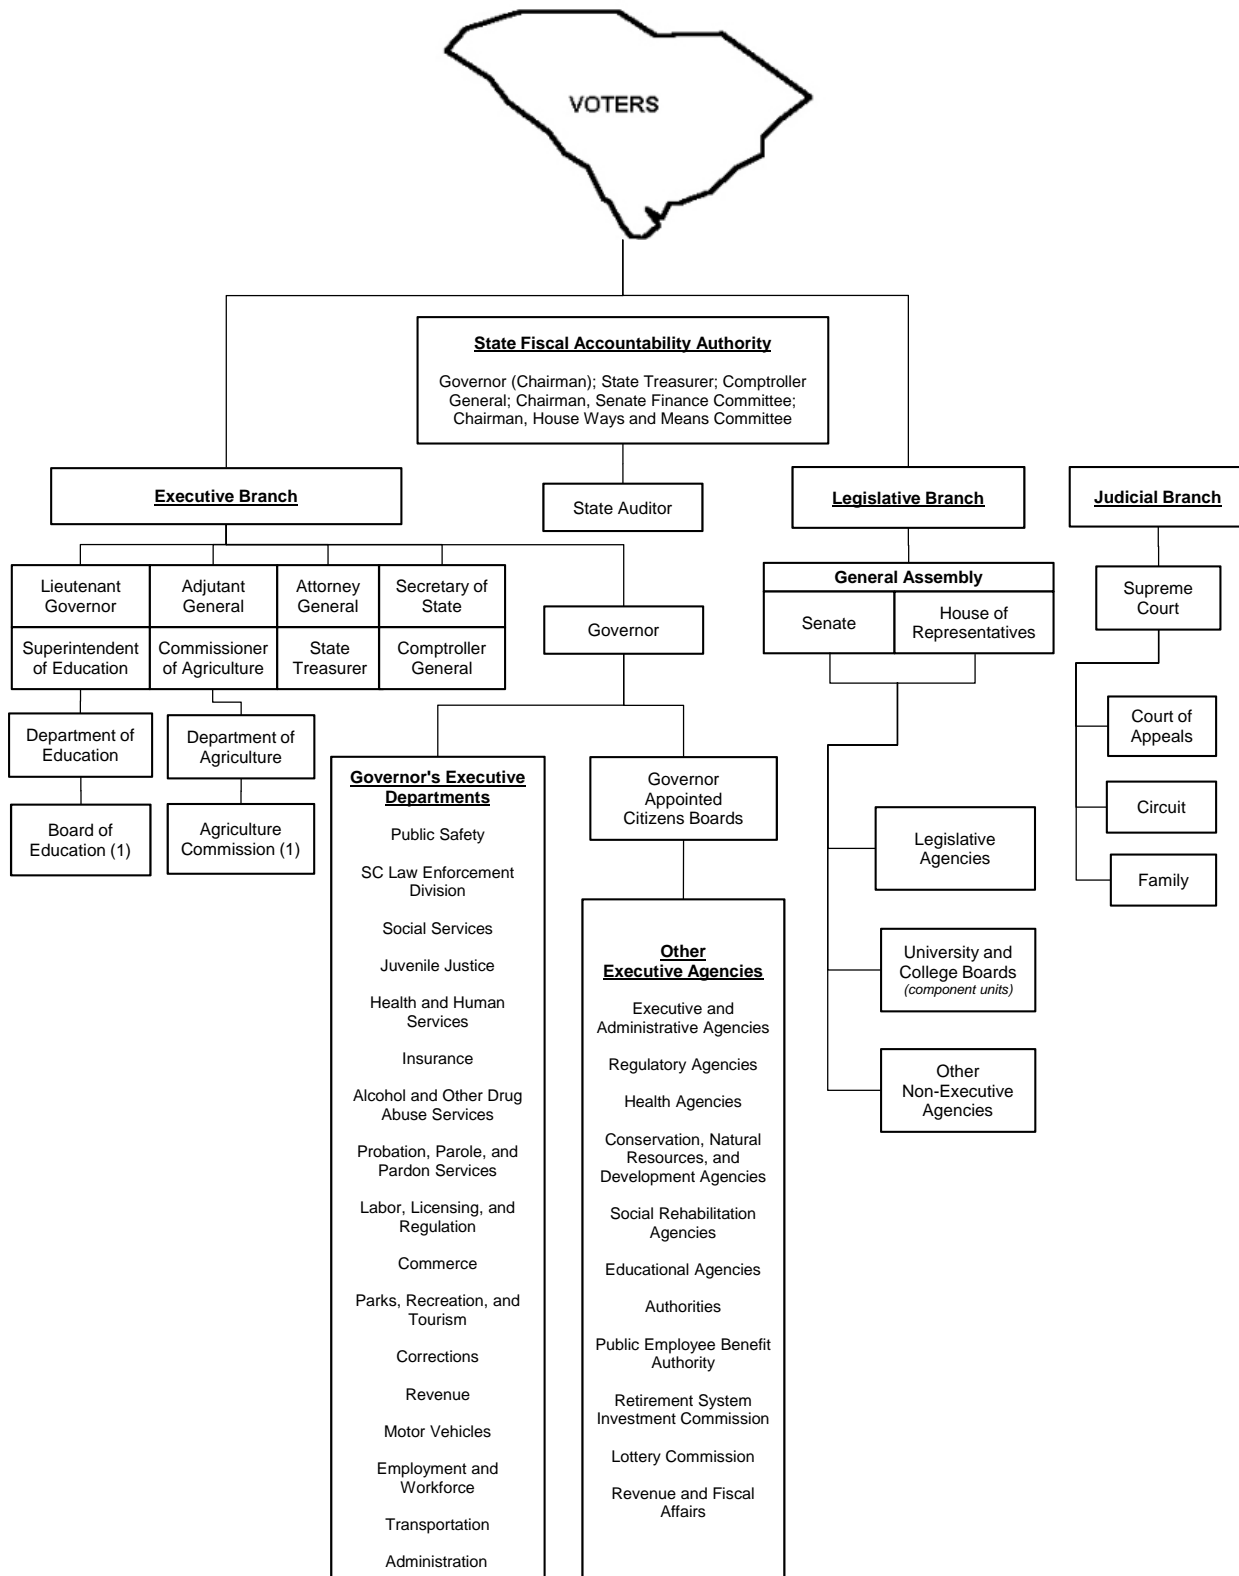 VOTERS
State Fiscal Accountability Authority
Governor (Chairman); State Treasurer; Comptroller
General; Chairman, Senate Finance Committee;
Chairman, House Ways and Means Committee
Executive Branch
State Auditor
Legislative Branch
Judicial Branch
Lieutenant
Governor
Adjutant
General
Attorney
General
Secretary of
State
Superintendent
of Education
Commissioner
of Agriculture
State
Treasurer
Comptroller
General
Governor
General Assembly
Senate
House of
Representatives
Supreme
Court
Department of
Education
Department of
Agriculture
Board of
Education (1)
Agriculture
Commission (1)
Governor's Executive
Departments
Public Safety
SC Law Enforcement
Division
Social Services
Juvenile Justice
Health and Human
Services
Insurance
Alcohol and Other Drug
Abuse Services
Probation, Parole, and
Pardon Services
Labor, Licensing, and
Regulation
Commerce
Parks, Recreation, and
Tourism
Corrections
Revenue
Motor Vehicles
Employment and
Workforce
Transportation
Administration
Governor
Appointed
Citizens Boards
Other
Executive Agencies
Executive and
Administrative Agencies
Regulatory Agencies
Health Agencies
Conservation, Natural
Resources, and
Development Agencies
Social Rehabilitation
Agencies
Educational Agencies
Authorities
Public Employee Benefit
Authority
Retirement System
Investment Commission
Lottery Commission
Revenue and Fiscal
Affairs
Legislative
Agencies
University and
College Boards
(component units)
Other
Non-Executive
Agencies
Court of
Appeals
Circuit
Family